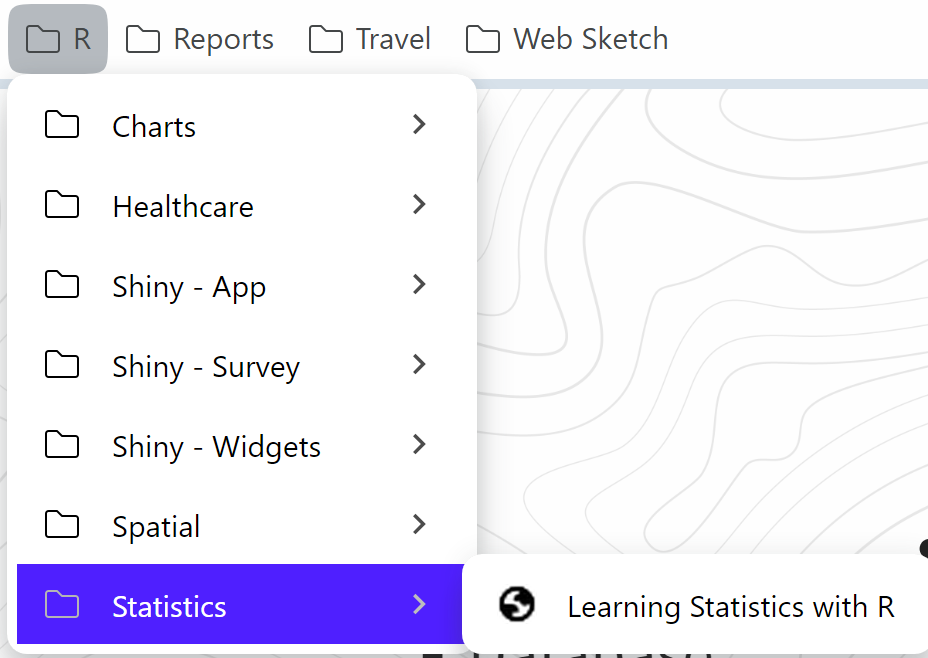 R Reports Travel Web Sketch
Charts
Healthcare
Shiny - App
Shiny - Survey
Shiny - Widgets
Spatial
Statistics
Learning Statistics with R